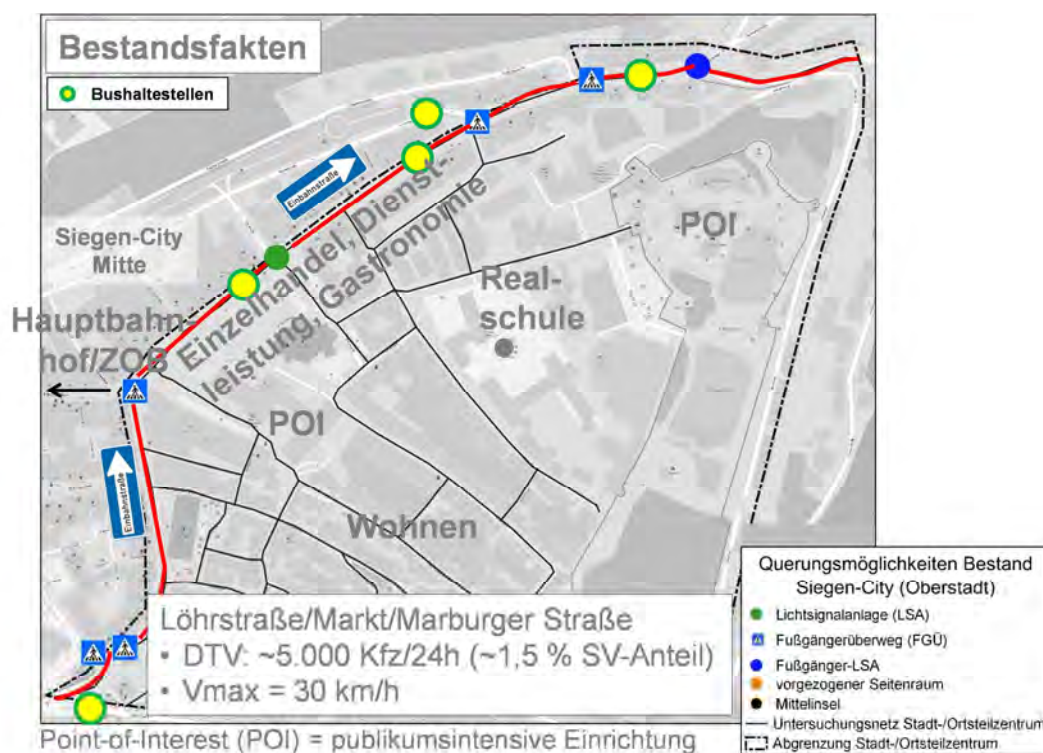 Bestandsfakten
Bushaltestellen
Einbahnstraße
Siegen-City
Mitte
Hauptbahn-
hof/ZOB
Einzelhandel, Dienst-
leistung, Gastronomie
Real-
schule
POI
POI
Einbahnstraße
Wohnen
Löhrstraße/Markt/Marburger Straße
• DTV: ~5.000 Kfz/24h (~1,5 % SV-Anteil)
• Vmax = 30 km/h
Querungsmöglichkeiten Bestand
Siegen-City (Oberstadt)
Lichtsignalanlage (LSA)
Fußgängerüberweg (FGÜ)
Fußgänger-LSA
vorgezogener Seitenraum
Mittelinsel
Untersuchungsnetz Stadt-/Ortsteilzentrum
Abgrenzung Stadt-/Ortsteilzentrum
Point-of-Interest (POI) = publikumsintensive Einrichtung